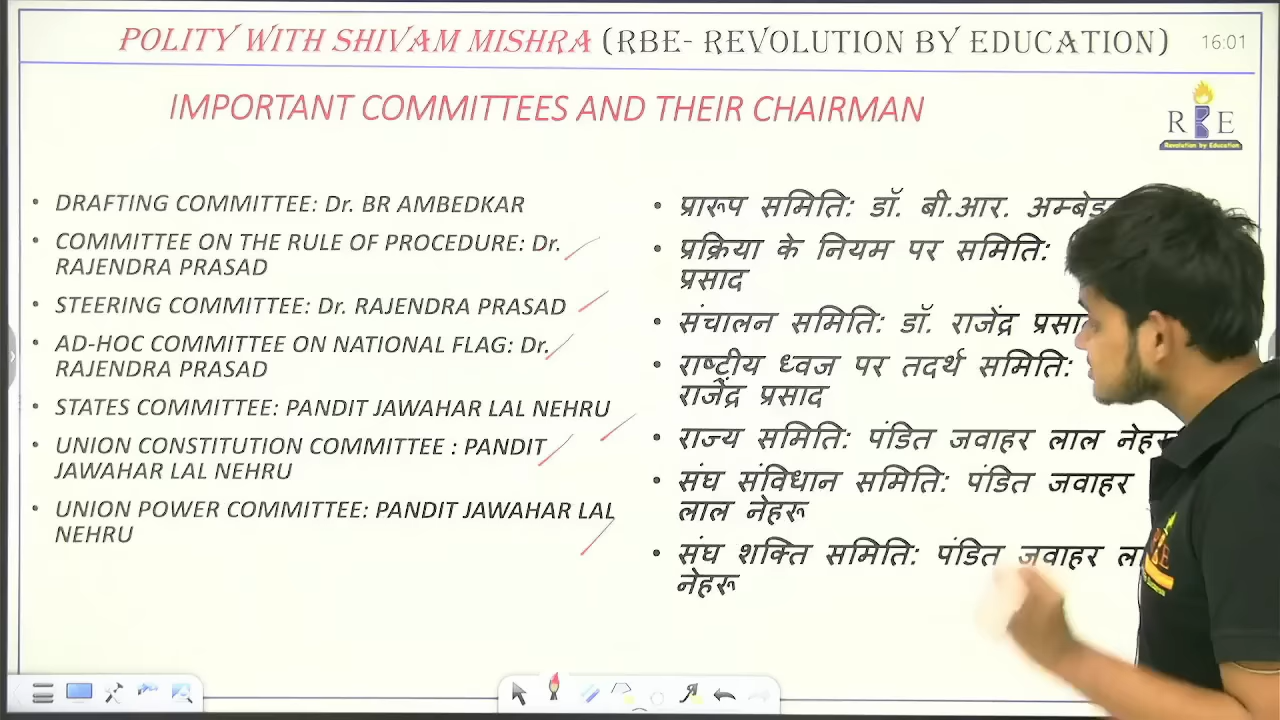 POLITY WITH SHIVAM MISHRA (RBE- REVOLUTION BY EDUCATION)
16:01
IMPORTANT COMMITTEES AND THEIR CHAIRMAN
R B E
Revolution by Education
• DRAFTING COMMITTEE: Dr. BR AMBEDKAR
• COMMITTEE ON THE RULE OF PROCEDURE: Dr.
RAJENDRA PRASAD
• STEERING COMMITTEE: Dr. RAJENDRA PRASAD
• AD-HOC COMMITTEE ON NATIONAL FLAG: Dr.
RAJENDRA PRASAD
• STATES COMMITTEE: PANDIT JAWAHAR LAL NEHRU
• UNION CONSTITUTION COMMITTEE : PANDIT
JAWAHAR LAL NEHRU
• UNION POWER COMMITTEE: PANDIT JAWAHAR LAL
NEHRU
• प्रारूप समिति: डॉ. बी.आर.
• प्रक्रिया के नियम पर समिति:
प्रसाद
• संचालन समिति: डॉ. राजेंद्र
• राष्ट्रीय ध्वज पर तदर्थ समिति:
राजेंद्र प्रसाद
• राज्य समिति: पंडित जवाहर लाल नेहरू
• संघ संविधान समिति: पंडित जवाहर
लाल नेहरू
• संघ शक्ति समिति: पंडित जवाहर
नेहरू